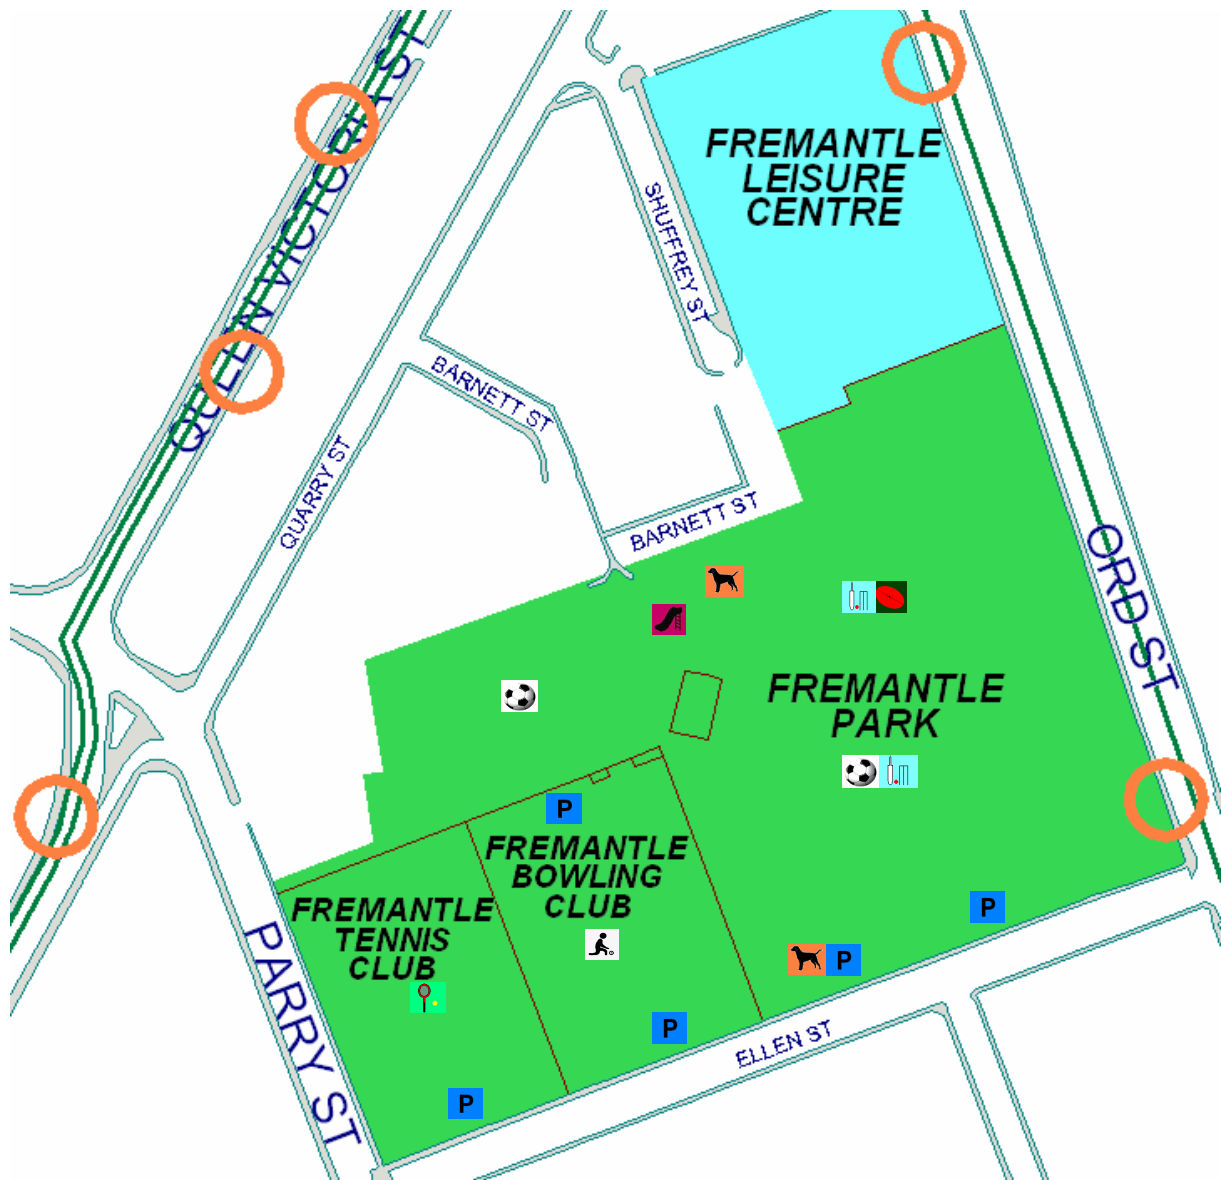 QUEEN VICTORIA ST
FREMANTLE
LEISURE
CENTRE
SHUFFREY ST
BARNETT ST
QUARRY ST
BARNETT ST
ORD ST
FREMANTLE
PARK
P
FREMANTLE
BOWLING
CLUB
FREMANTLE
TENNIS
CLUB
P
P
P
P
PARRY ST
ELLEN ST